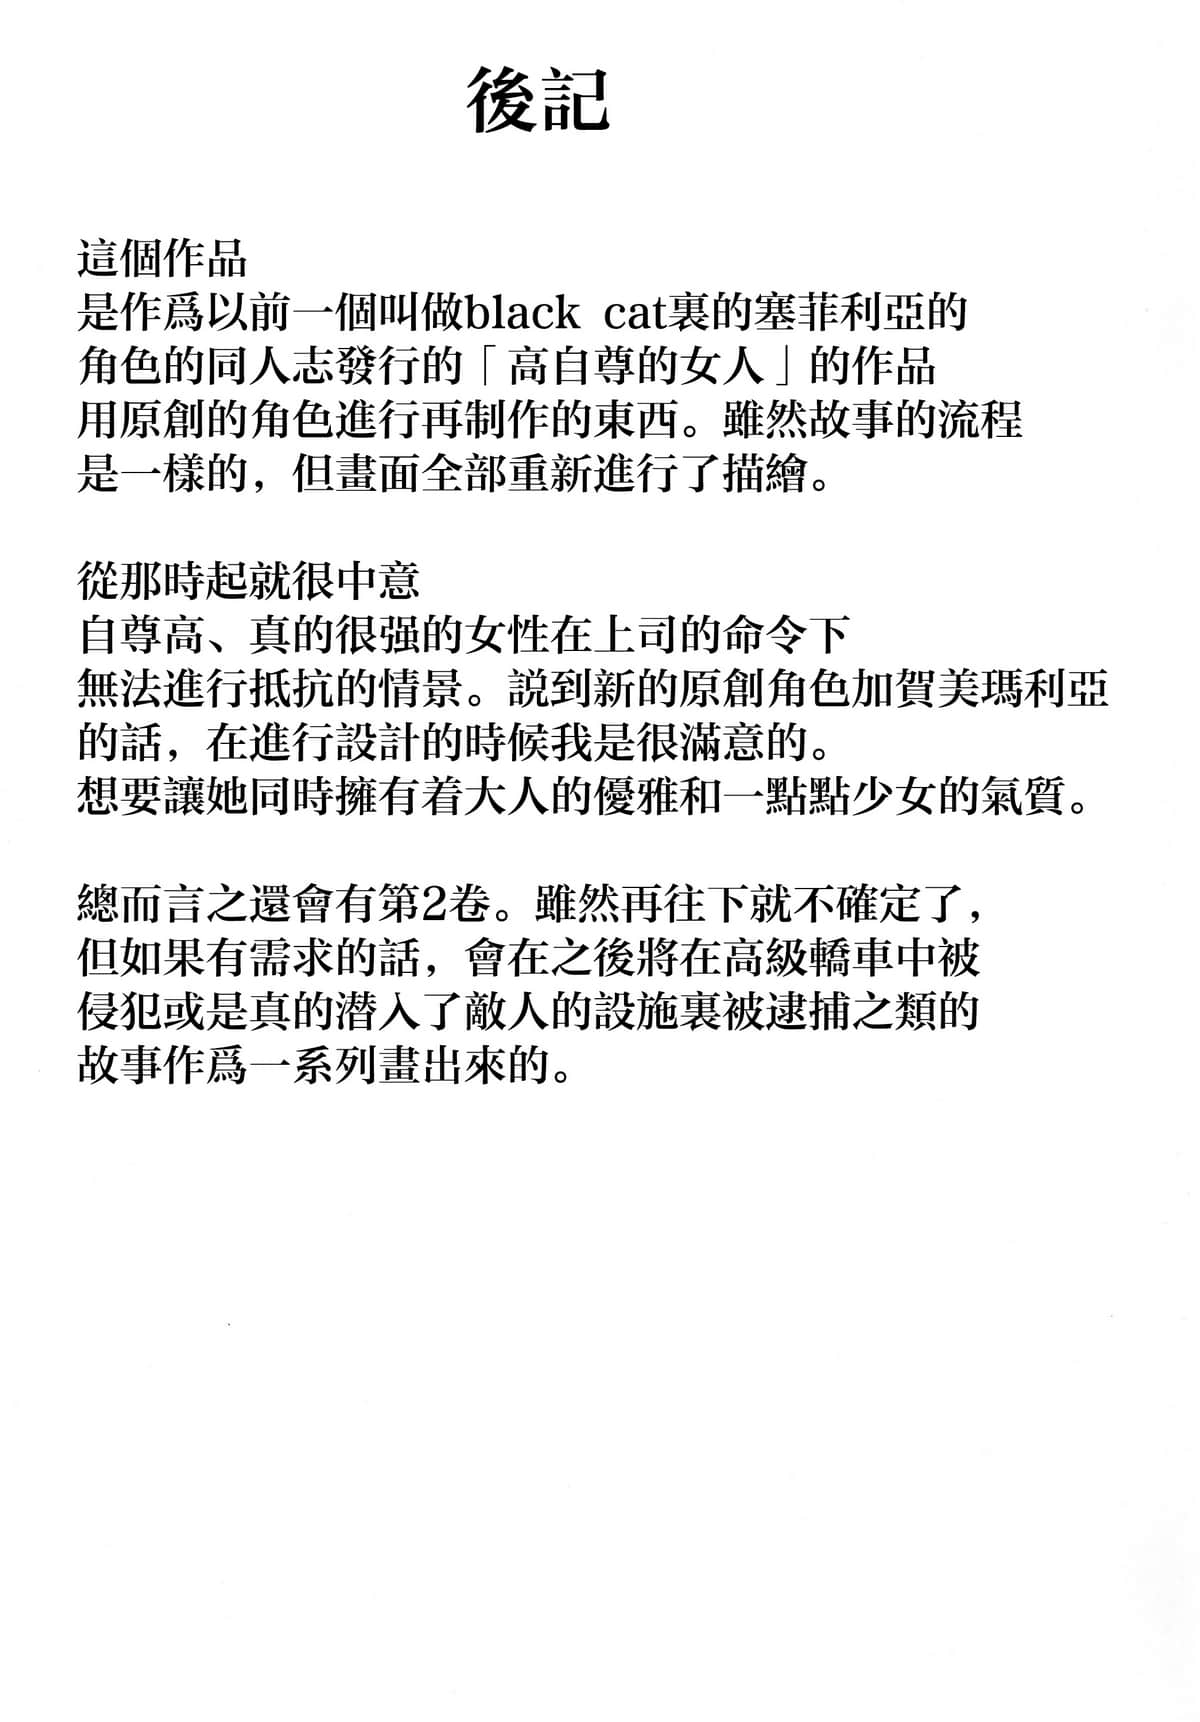 後記
這個作品
是作爲以前一個叫做black cat裏的塞菲利亞的
角色的同人志發行的「高自尊的女人」的作品
用原創的角色進行再制作的東西。雖然故事的流程
是一樣的，但畫面全部重新進行了描繪。
從那時起就很中意
自尊高、真的很强的女性在上司的命令下
無法進行抵抗的情景。説到新的原創角色加賀美瑪利亞
的話，在進行設計的時候我是很滿意的。
想要讓她同時擁有着大人的優雅和一點點少女的氣質。
總而言之還會有第2卷。雖然再往下就不確定了，
但如果有需求的話，會在之後將在高級轎車中被
侵犯或是真的潛入了敵人的設施裏被逮捕之類的
故事作爲一系列畫出來的。